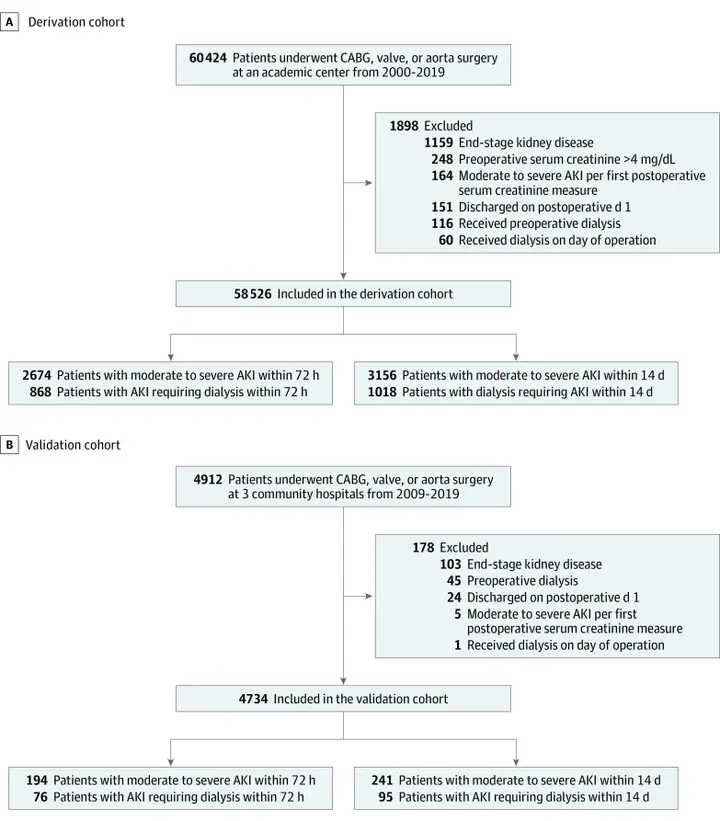 A Derivation cohort
60 424 Patients underwent CABG, valve, or aorta surgery
at an academic center from 2000-2019
1898 Excluded
1159 End-stage kidney disease
248 Preoperative serum creatinine >4 mg/dL
164 Moderate to severe AKI per first postoperative
serum creatinine measure
151 Discharged on postoperative d 1
116 Received preoperative dialysis
60 Received dialysis on day of operation
58 526 Included in the derivation cohort
2674 Patients with moderate to severe AKI within 72 h
868 Patients with AKI requiring dialysis within 72 h
3156 Patients with moderate to severe AKI within 14 d
1018 Patients with dialysis requiring AKI within 14 d
B Validation cohort
4912 Patients underwent CABG, valve, or aorta surgery
at 3 community hospitals from 2009-2019
178 Excluded
103 End-stage kidney disease
45 Preoperative dialysis
24 Discharged on postoperative d 1
5 Moderate to severe AKI per first
postoperative serum creatinine measure
1 Received dialysis on day of operation
4734 Included in the validation cohort
194 Patients with moderate to severe AKI within 72 h
76 Patients with AKI requiring dialysis within 72 h
241 Patients with moderate to severe AKI within 14 d
95 Patients with AKI requiring dialysis within 14 d